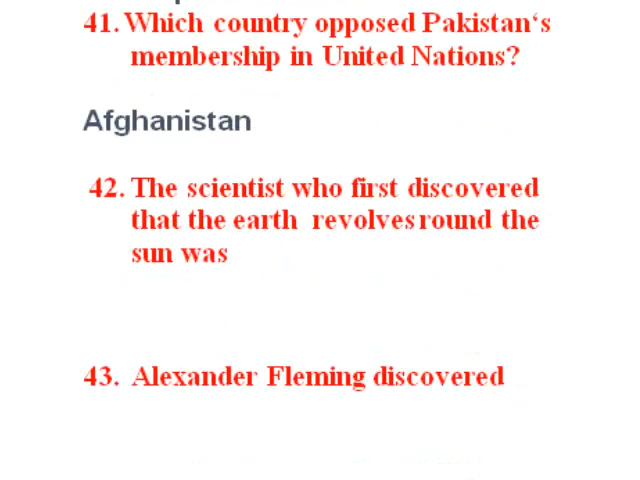 41. Which country opposed Pakistan‘s
membership in United Nations?
Afghanistan
42. The scientist who first discovered
that the earth revolves round the
sun was
43. Alexander Fleming discovered